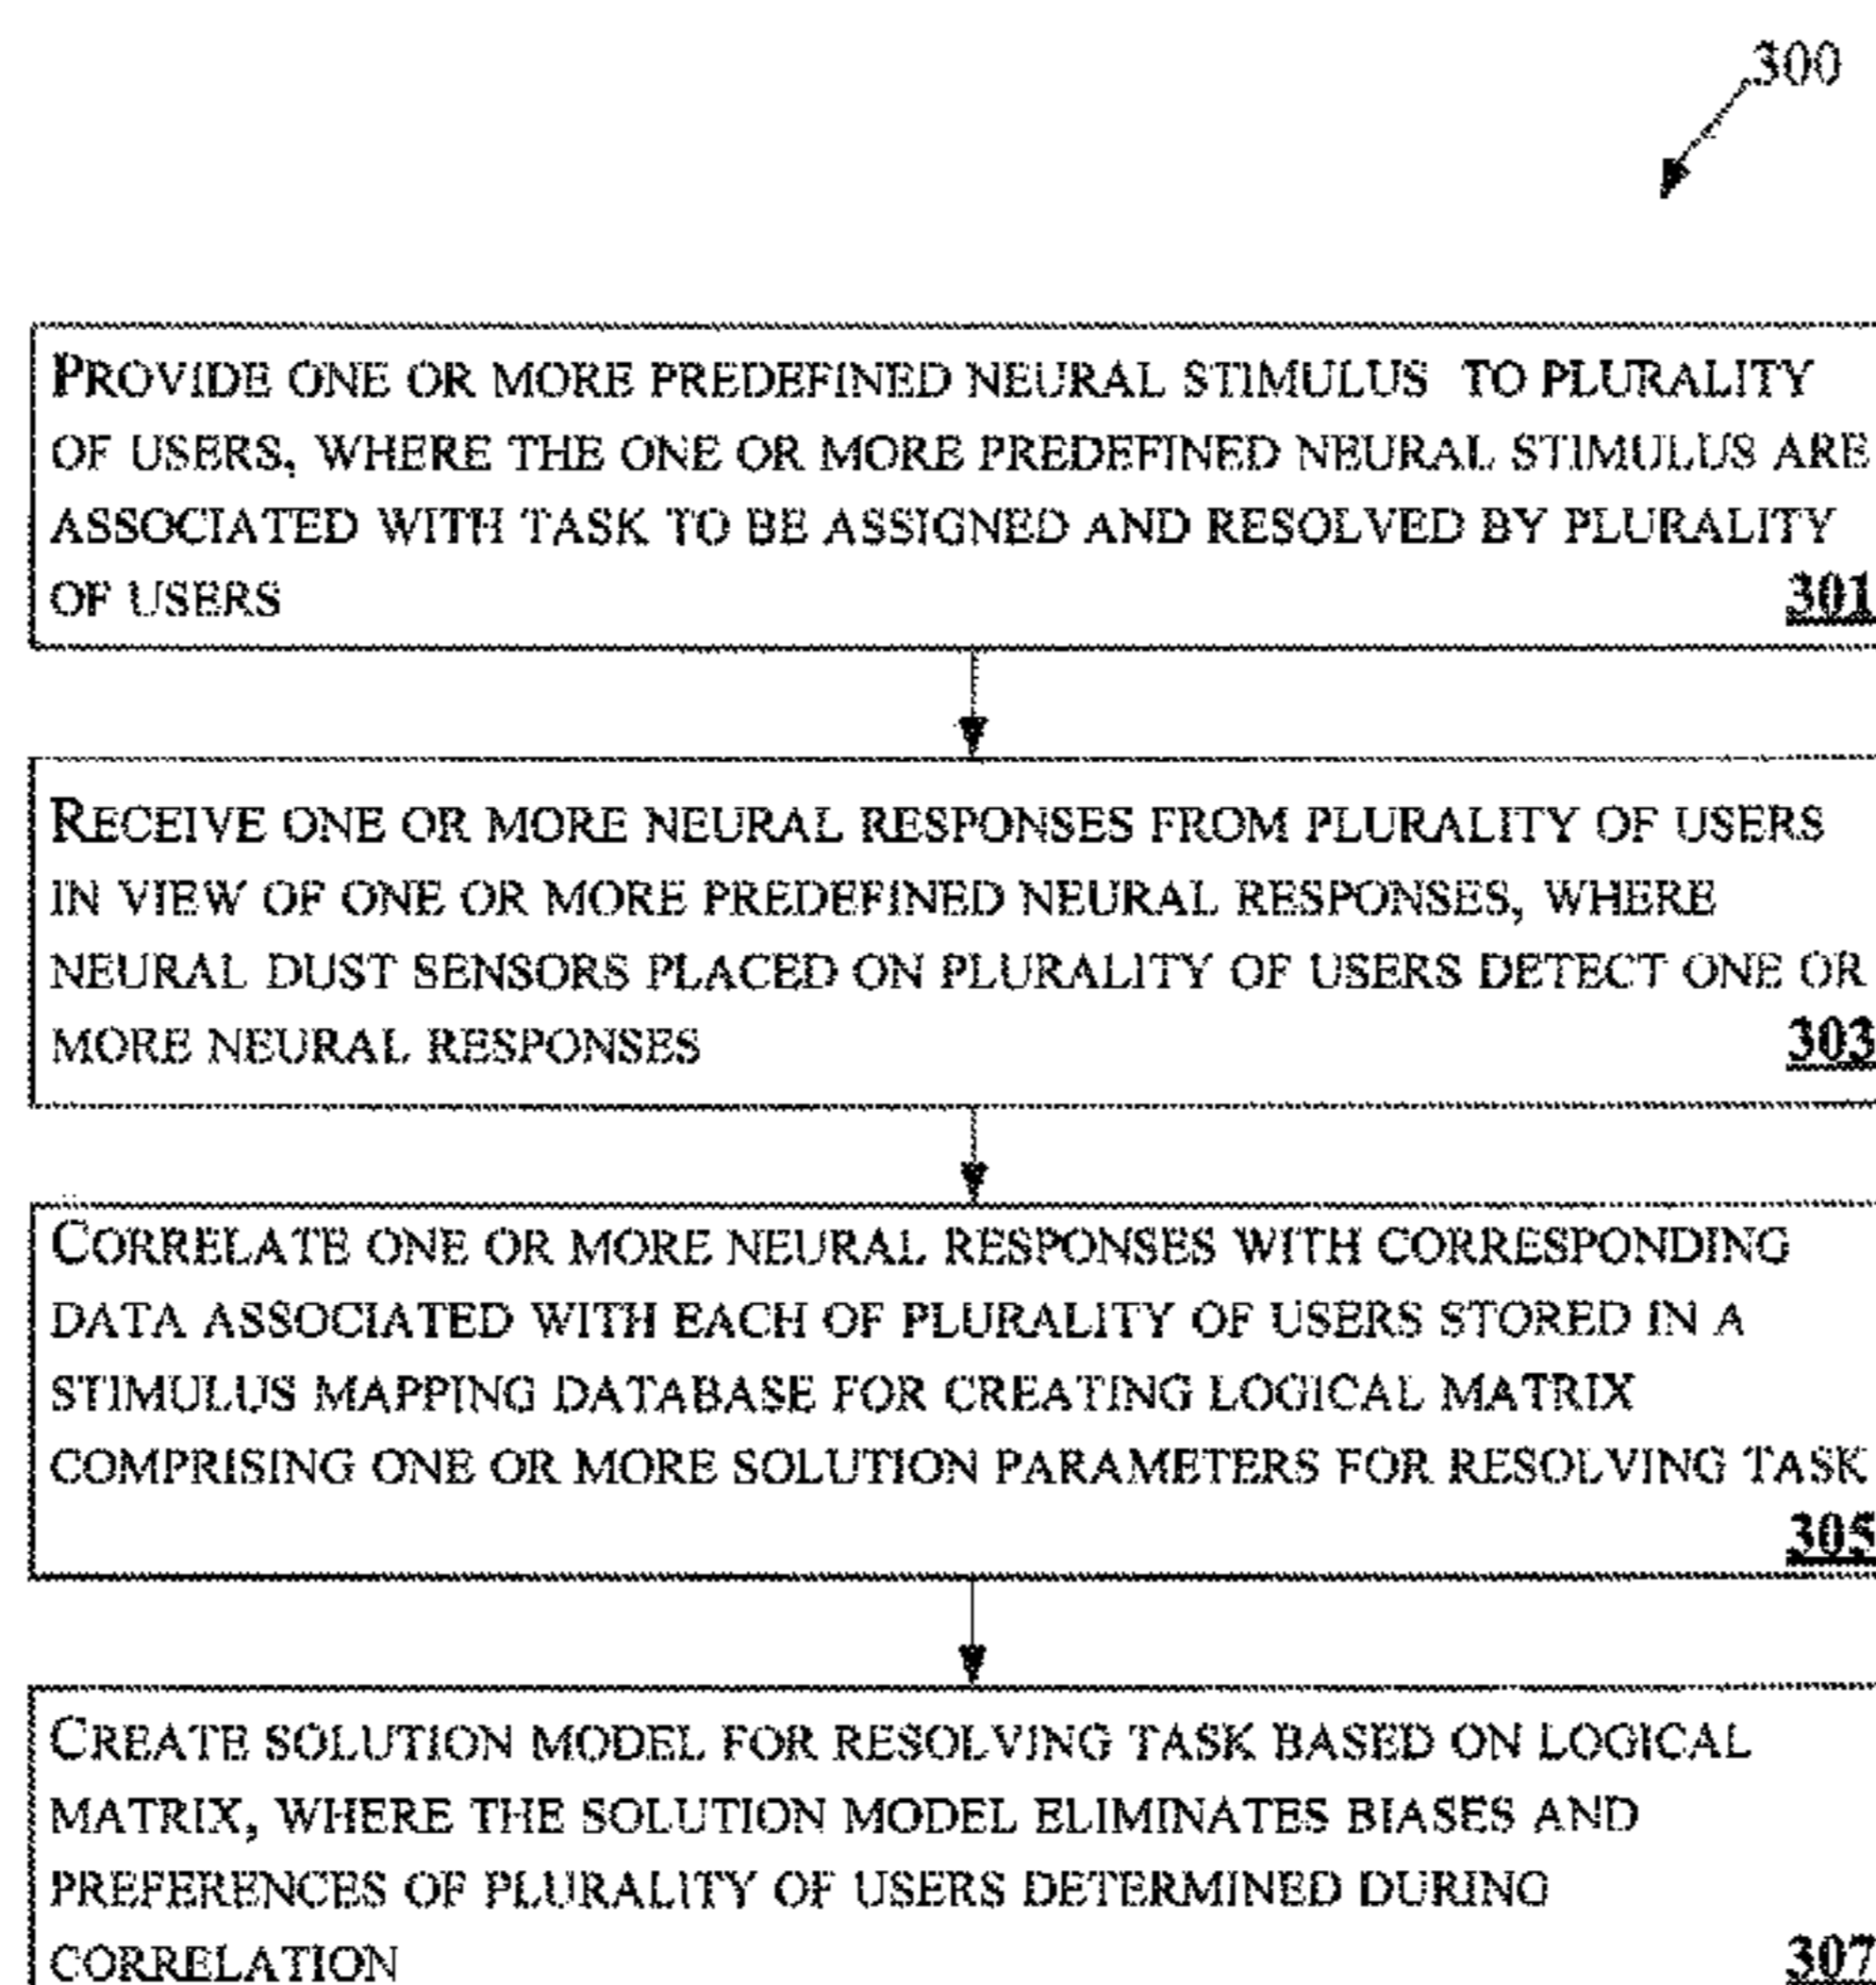 300
PROVIDE ONE OR MORE PREDEFINED NEURAL STIMULUS TO PLURALITY
OF USERS, WHERE THE ONE OR MORE PREDEFINED NEURAL STIMULUS ARE
ASSOCIATED WITH TASK TO BE ASSIGNED AND RESOLVED BY PLURALITY
OF USERS 301
RECEIVE ONE OR MORE NEURAL RESPONSES FROM PLURALITY OF USERS
IN VIEW OF ONE OR MORE PREDEFINED NEURAL RESPONSES, WHERE
NEURAL DUST SENSORS PLACED ON PLURALITY OF USERS DETECT ONE OR
MORE NEURAL RESPONSES 303
CORRELATE ONE OR MORE NEURAL RESPONSES WITH CORRESPONDING
DATA ASSOCIATED WITH EACH OF PLURALITY OF USERS STORED IN A
STIMULUS MAPPING DATABASE FOR CREATING LOGICAL MATRIX
COMPRISING ONE OR MORE SOLUTION PARAMETERS FOR RESOLVING TASK
305
CREATE SOLUTION MODEL FOR RESOLVING TASK BASED ON LOGICAL
MATRIX, WHERE THE SOLUTION MODEL ELIMINATES BIASES AND
PREFERENCES OF PLURALITY OF USERS DETERMINED DURING
CORRELATION 307